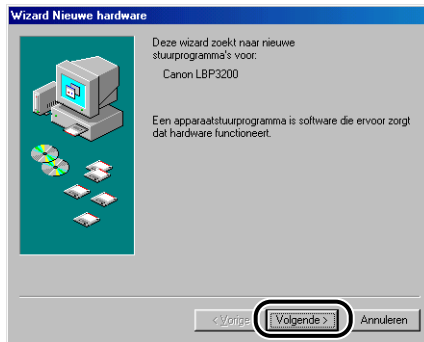 Wizard Nieuwe hardware
Deze wizard zoekt naar nieuwe
stuurprogramma's voor:
Canon LBP3200
Een apparaatstuurprogramma is software die ervoor zorgt
dat hardware functioneert.
< Vorige
Volgende >
Annuleren